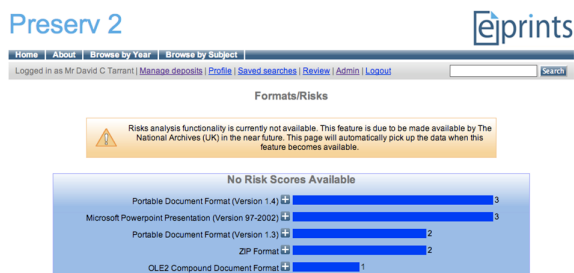 Preserv 2
eprints
Home About Browse by Year Browse by Subject
Logged in as Mr David C Tarrant | Manage deposits | Profile | Saved searches | Review | Admin | Logout Search
Formats/Risks
Risks analysis functionality is currently not available. This feature is due to be made available by The
National Archives (UK) in the near future. This page will automatically pick up the data when this
feature becomes available.
No Risk Scores Available
Portable Document Format (Version 1.4) + 3
Microsoft Powerpoint Presentation (Version 97-2002) + 3
Portable Document Format (Version 1.3) + 2
ZIP Format + 2
OLE2 Compound Document Format + 1